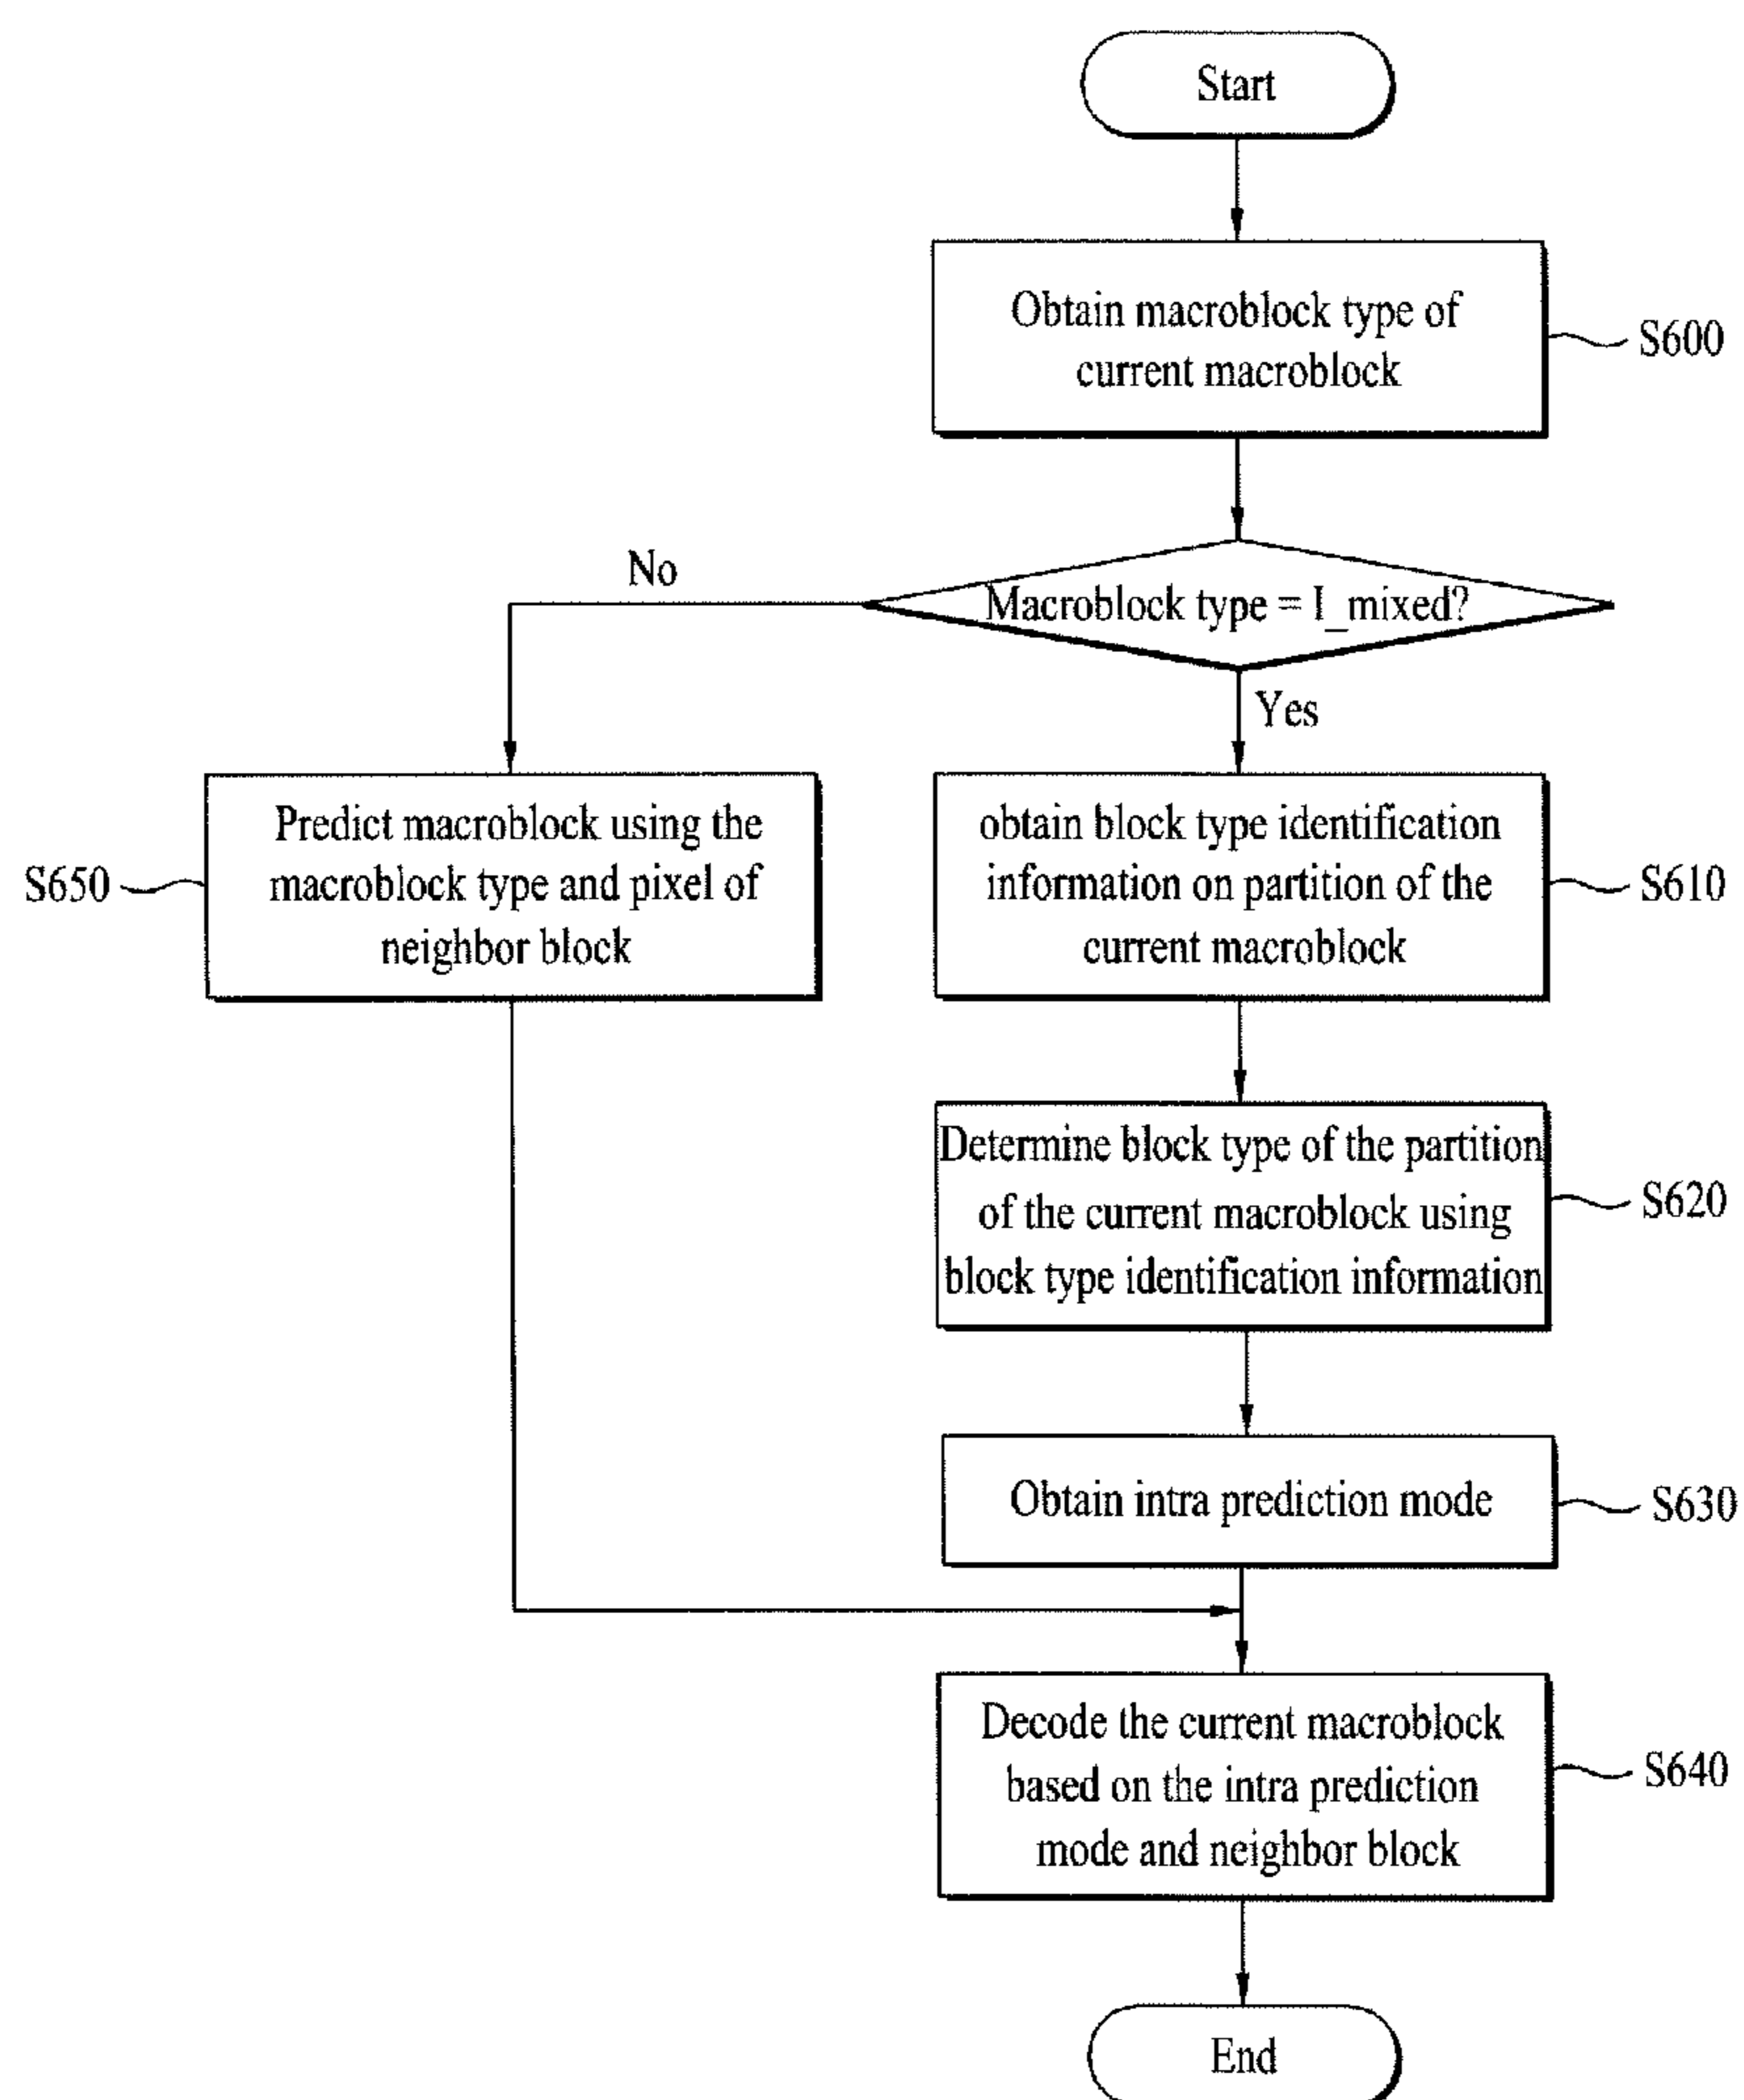 Start
Obtain macroblock type of
current macroblock
S600
Macroblock type = I_mixed?
No
Yes
Predict macroblock using the
macroblock type and pixel of
neighbor block
S650
obtain block type identification
information on partition of the
current macroblock
S610
Determine block type of the partition
of the current macroblock using
block type identification information
S620
Obtain intra prediction mode
S630
Decode the current macroblock
based on the intra prediction
mode and neighbor block
S640
End